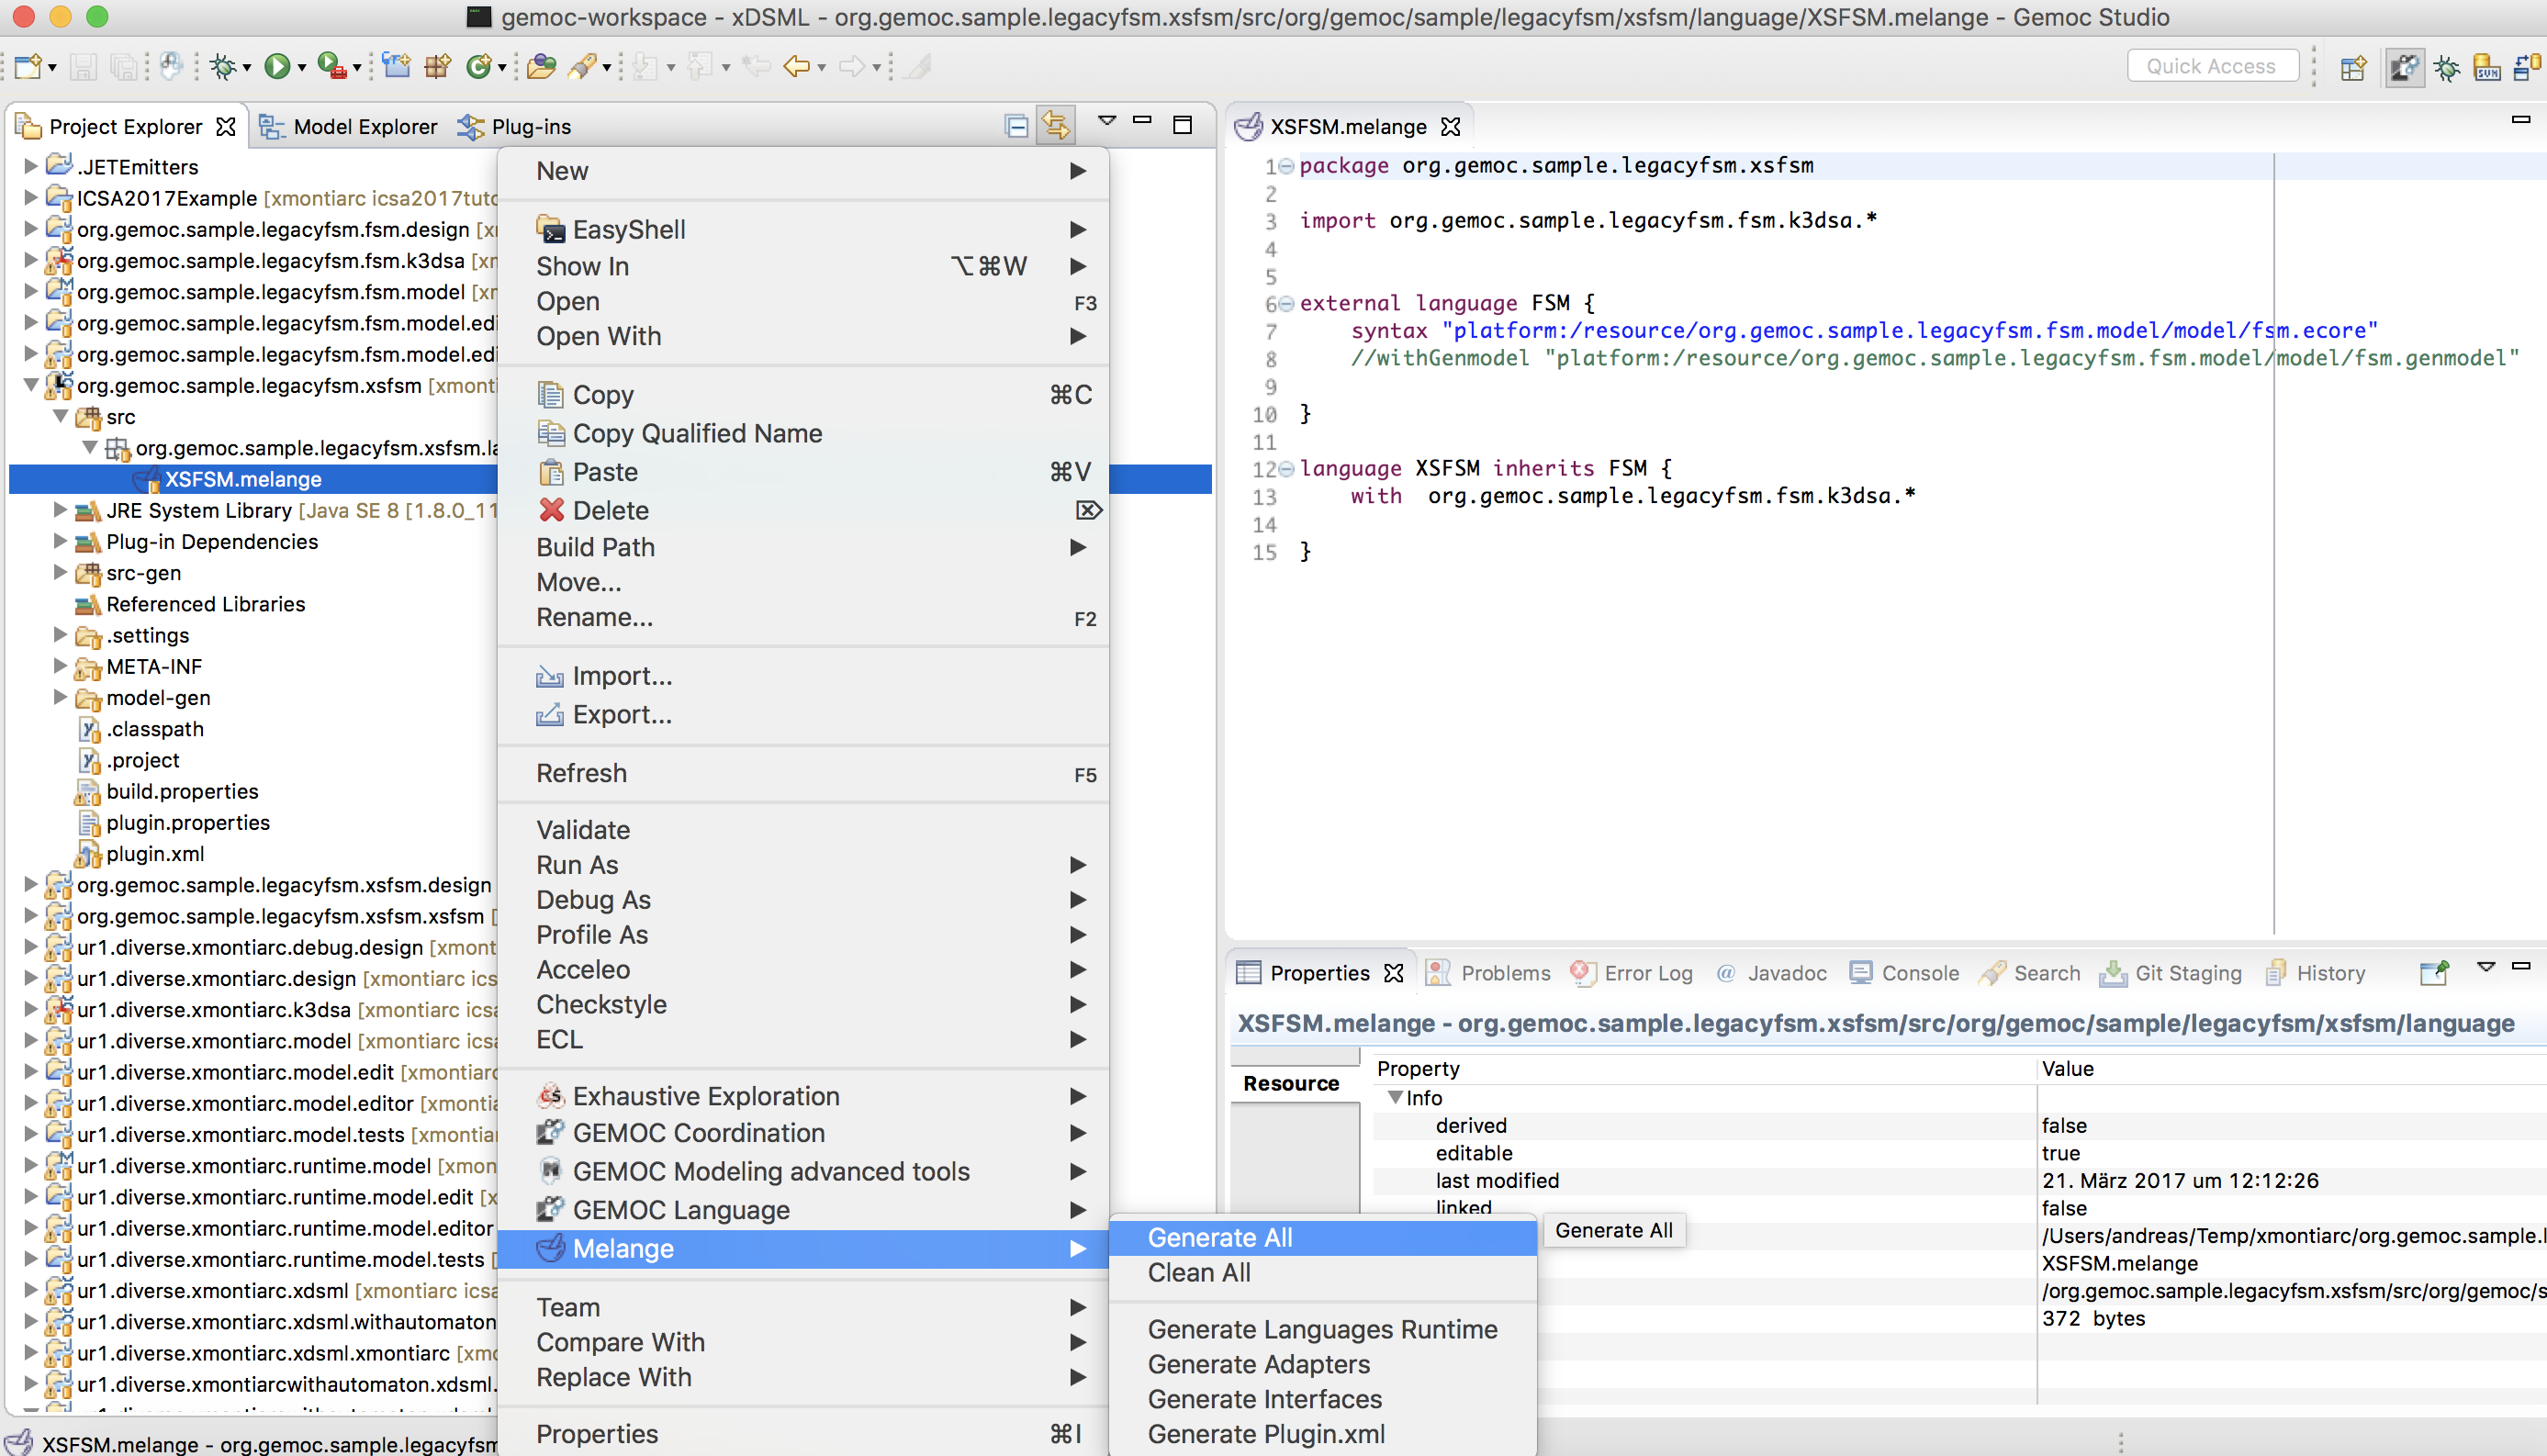 gemoc-workspace - xDSML - org.gemoc.sample.legacyfsm.xsfsm/src/org/gemoc/sample/legacyfsm/xsfsm/language/XSFSM.melange - Gemoc Studio
Quick Access
Project Explorer
Model Explorer
Plug-ins
.JETEmitters
ICSA2017Example [xmontiarc icsa2017tuto
org.gemoc.sample.legacyfsm.fsm.design [x
org.gemoc.sample.legacyfsm.fsm.k3dsa [xr
org.gemoc.sample.legacyfsm.fsm.model [xr
org.gemoc.sample.legacyfsm.fsm.model.edi
org.gemoc.sample.legacyfsm.fsm.model.edi
org.gemoc.sample.legacyfsm.xsfsm [xmonti
src
org.gemoc.sample.legacyfsm.xsfsm.la
XSFSM.melange
JRE System Library [Java SE 8 [1.8.0_11
Plug-in Dependencies
src-gen
Referenced Libraries
.settings
META-INF
model-gen
.classpath
.project
build.properties
plugin.properties
plugin.xml
org.gemoc.sample.legacyfsm.xsfsm.design
org.gemoc.sample.legacyfsm.xsfsm.xsfsm [
ur1.diverse.xmontiarc.debug.design [xmont
ur1.diverse.xmontiarc.design [xmontiarc ics
ur1.diverse.xmontiarc.k3dsa [xmontiarc icsa
ur1.diverse.xmontiarc.model [xmontiarc icsa
ur1.diverse.xmontiarc.model.edit [xmontiarc
ur1.diverse.xmontiarc.model.editor [xmontia
ur1.diverse.xmontiarc.model.tests [xmontiar
ur1.diverse.xmontiarc.runtime.model [xmon
ur1.diverse.xmontiarc.runtime.model.edit [x
ur1.diverse.xmontiarc.runtime.model.editor
ur1.diverse.xmontiarc.runtime.model.tests [
ur1.diverse.xmontiarc.xdsml [xmontiarc icsa
ur1.diverse.xmontiarc.xdsml.withautomaton
ur1.diverse.xmontiarc.xdsml.xmontiarc [xmo
ur1.diverse.xmontiarcwithautomaton.xdsml.
XSFSM.melange - org.gemoc.sample.legacyfsm
New
EasyShell
Show In ⌥⌘W
Open F3
Open With
Copy ⌘C
Copy Qualified Name
Paste ⌘V
Delete ⌦
Build Path
Move...
Rename... F2
Import...
Export...
Refresh F5
Validate
Run As
Debug As
Profile As
Acceleo
Checkstyle
ECL
Exhaustive Exploration
GEMOC Coordination
GEMOC Modeling advanced tools
GEMOC Language
Melange
Team
Compare With
Replace With
Properties ⌘I
Generate All
Clean All
Generate Languages Runtime
Generate Adapters
Generate Interfaces
Generate Plugin.xml
Generate All
XSFSM.melange
1 package org.gemoc.sample.legacyfsm.xsfsm
2
3 import org.gemoc.sample.legacyfsm.fsm.k3dsa.*
4
5
6 external language FSM {
7 syntax "platform:/resource/org.gemoc.sample.legacyfsm.fsm.model/model/fsm.ecore"
8 //withGenmodel "platform:/resource/org.gemoc.sample.legacyfsm.fsm.model/model/fsm.genmodel"
9
10 }
11
12 language XSFSM inherits FSM {
13 with org.gemoc.sample.legacyfsm.fsm.k3dsa.*
14
15 }
Properties
Problems
Error Log
@ Javadoc
Console
Search
Git Staging
History
XSFSM.melange - org.gemoc.sample.legacyfsm.xsfsm/src/org/gemoc/sample/legacyfsm/xsfsm/language
Resource
Property Value
Info
derived false
editable true
last modified 21. März 2017 um 12:12:26
linked false
/Users/andreas/Temp/xmontiarc/org.gemoc.sample.l
XSFSM.melange
/org.gemoc.sample.legacyfsm.xsfsm/src/org/gemoc/s
372 bytes